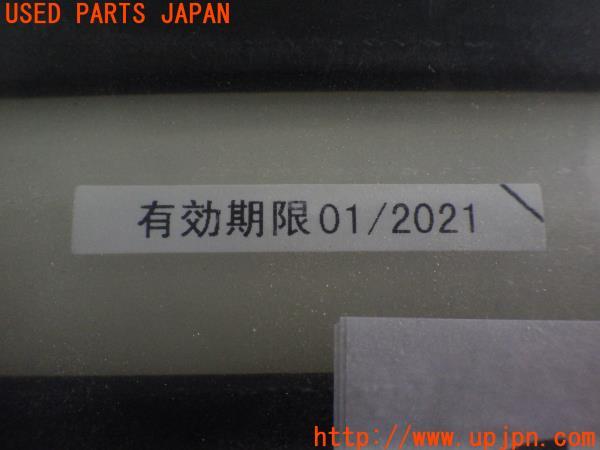 USED PARTS JAPAN
有効期限01/2021
http://www.upjpn.com